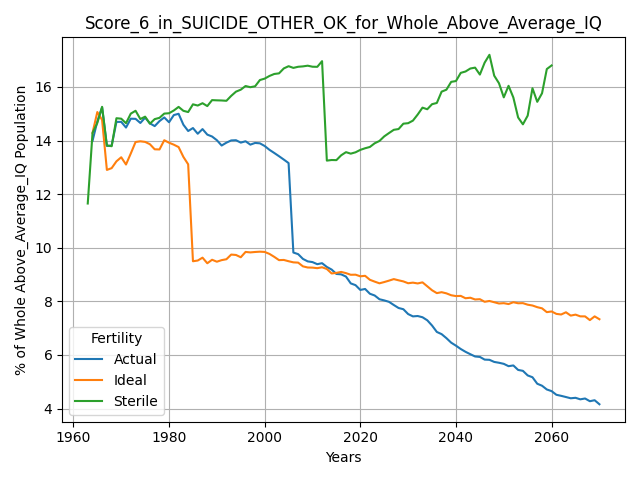 Score_6_in_SUICIDE_OTHER_OK_for_Whole_Above_Average_IQ
% of Whole Above_Average_IQ Population
16
14
12
10
8
6
4
Fertility
Actual
Ideal
Sterile
1960
1980
2000
2020
2040
2060
Years